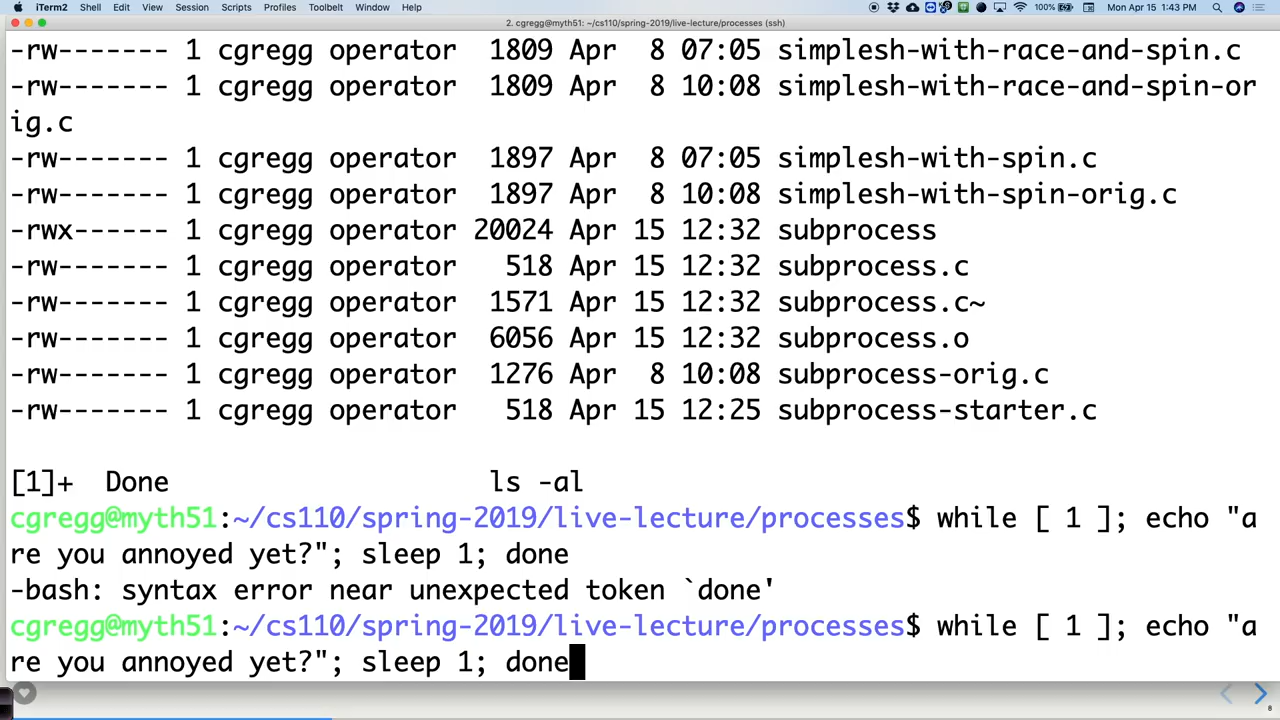 iTerm2 Shell Edit View Session Scripts Profiles Toolbelt Window Help 100% Mon Apr 15 1:43 PM
2. cgregg@myth51: ~/cs110/spring-2019/live-lecture/processes (ssh)
-rw------- 1 cgregg operator 1809 Apr 8 07:05 simplesh-with-race-and-spin.c
-rw------- 1 cgregg operator 1809 Apr 8 10:08 simplesh-with-race-and-spin-or
ig.c
-rw------- 1 cgregg operator 1897 Apr 8 07:05 simplesh-with-spin.c
-rw------- 1 cgregg operator 1897 Apr 8 10:08 simplesh-with-spin-orig.c
-rwx------ 1 cgregg operator 20024 Apr 15 12:32 subprocess
-rw------- 1 cgregg operator 518 Apr 15 12:32 subprocess.c
-rw------- 1 cgregg operator 1571 Apr 15 12:32 subprocess.c~
-rw------- 1 cgregg operator 6056 Apr 15 12:32 subprocess.o
-rw------- 1 cgregg operator 1276 Apr 8 10:08 subprocess-orig.c
-rw------- 1 cgregg operator 518 Apr 15 12:25 subprocess-starter.c
[1]+ Done ls -al
cgregg@myth51:~/cs110/spring-2019/live-lecture/processes$ while [ 1 ]; echo "a
re you annoyed yet?"; sleep 1; done
-bash: syntax error near unexpected token `done'
cgregg@myth51:~/cs110/spring-2019/live-lecture/processes$ while [ 1 ]; echo "a
re you annoyed yet?"; sleep 1; done
8